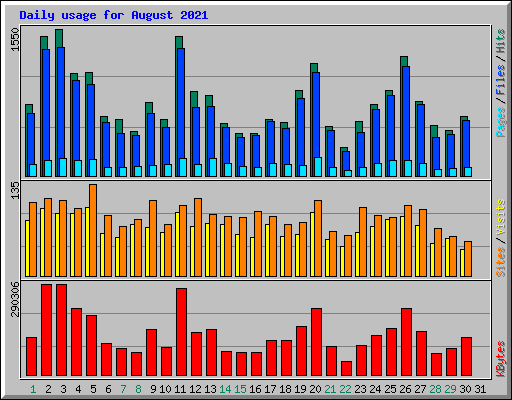 Daily usage for August 2021
1550
Pages / Files / Hits
135
Sites / Visits
290306
KBytes
1 2 3 4 5 6 7 8 9 10 11 12 13 14 15 16 17 18 19 20 21 22 23 24 25 26 27 28 29 30 31